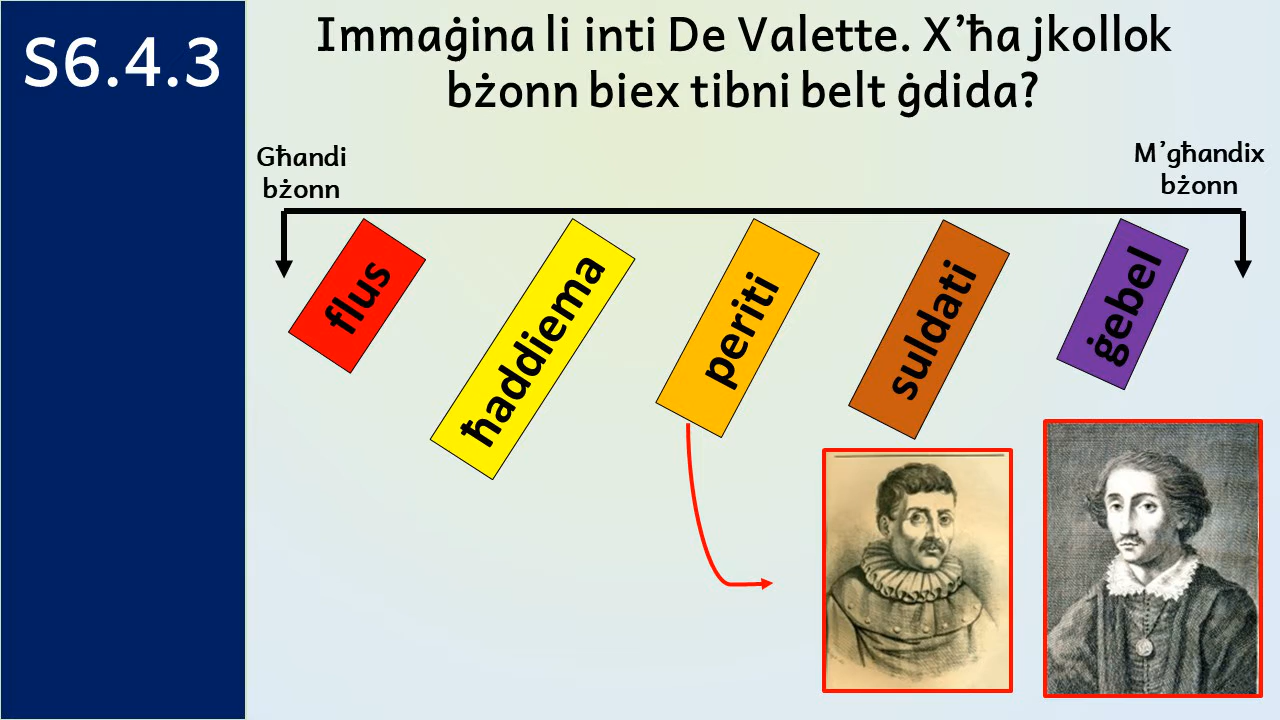 S6.4.3
Immaġina li inti De Valette. X’ħa jkollok
bżonn biex tibni belt ġdida?
Għandi
bżonn
M’għandix
bżonn
flus
ħaddiema
periti
suldati
ġebel